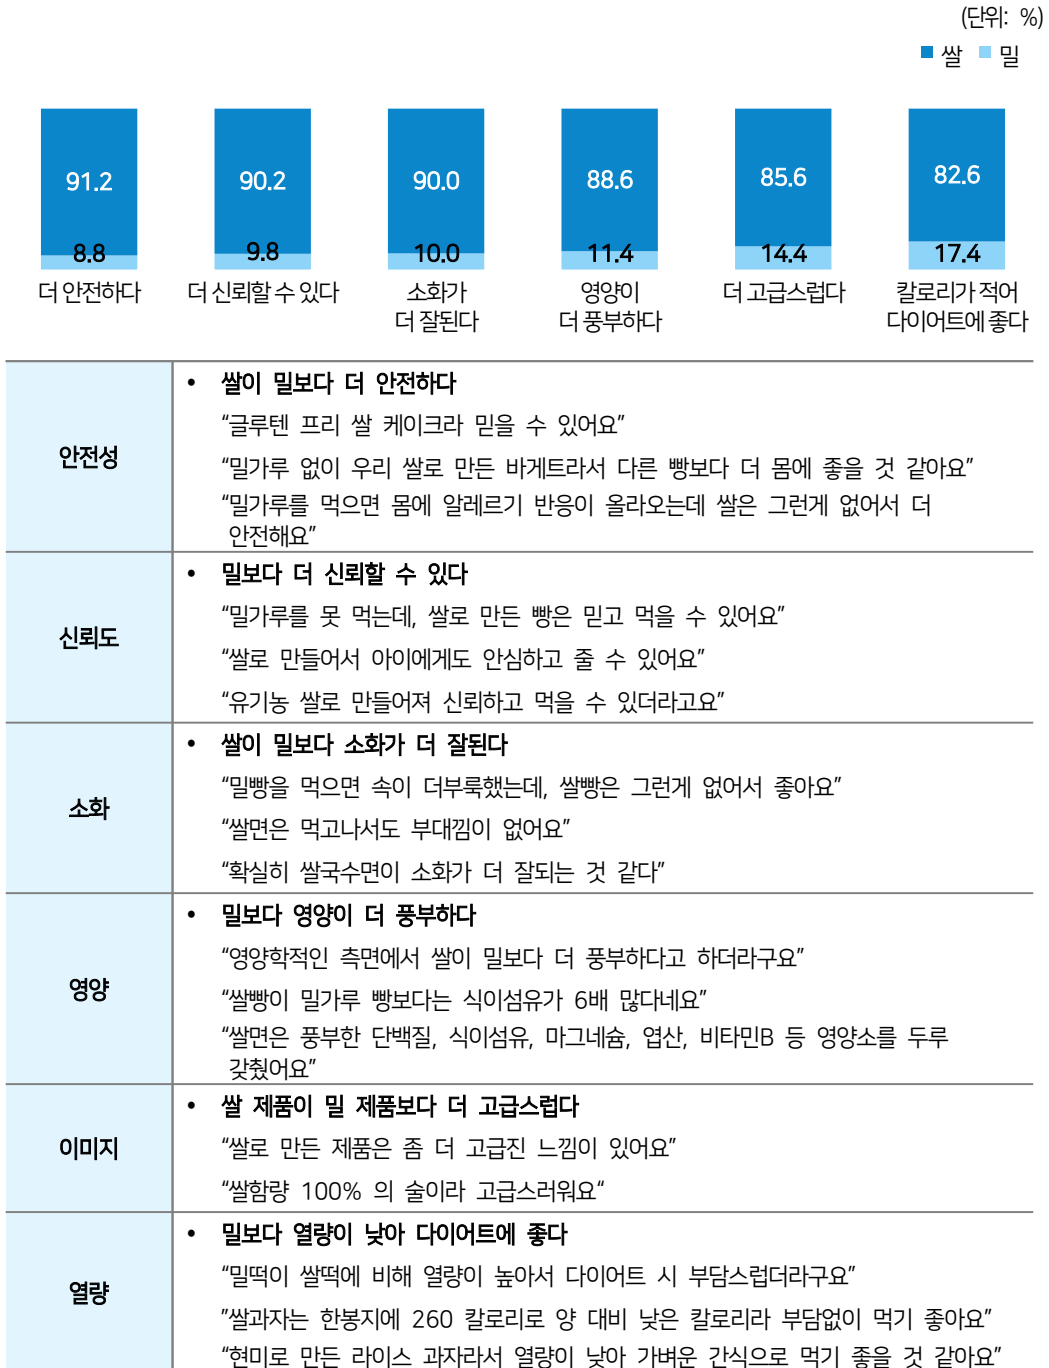 (단위: %)
쌀 밀
91.2 90.2 90.0 88.6 85.6 82.6
8.8 9.8 10.0 11.4 14.4 17.4
더 안전하다 더 신뢰할 수 있다 소화가 영양이 더 고급스럽다 칼로리가 적어
더 잘된다 더 풍부하다 다이어트에 좋다
안전성
• 쌀이 밀보다 더 안전하다
“글루텐 프리 쌀 케이크라 믿을 수 있어요”
“밀가루 없이 우리 쌀로 만든 바게트라서 다른 빵보다 더 몸에 좋을 것 같아요”
“밀가루를 먹으면 몸에 알레르기 반응이 올라오는데 쌀은 그런게 없어서 더
안전해요”
신뢰도
• 밀보다 더 신뢰할 수 있다
“밀가루를 못 먹는데, 쌀로 만든 빵은 믿고 먹을 수 있어요”
“쌀로 만들어서 아이에게도 안심하고 줄 수 있어요”
“유기농 쌀로 만들어져 신뢰하고 먹을 수 있더라고요”
소화
• 쌀이 밀보다 소화가 더 잘된다
“밀빵을 먹으면 속이 더부룩했는데, 쌀빵은 그런게 없어서 좋아요”
“쌀면은 먹고나서도 부대낌이 없어요”
“확실히 쌀국수면이 소화가 더 잘되는 것 같다”
영양
• 밀보다 영양이 더 풍부하다
“영양학적인 측면에서 쌀이 밀보다 더 풍부하다고 하더라구요”
“쌀빵이 밀가루 빵보다는 식이섬유가 6배 많다네요”
“쌀면은 풍부한 단백질, 식이섬유, 마그네슘, 엽산, 비타민B 등 영양소를 두루
갖췄어요”
이미지
• 쌀 제품이 밀 제품보다 더 고급스럽다
“쌀로 만든 제품은 좀 더 고급진 느낌이 있어요”
“쌀함량 100% 의 술이라 고급스러워요“
열량
• 밀보다 열량이 낮아 다이어트에 좋다
“밀떡이 쌀떡에 비해 열량이 높아서 다이어트 시 부담스럽더라구요”
”쌀과자는 한봉지에 260 칼로리로 양 대비 낮은 칼로리라 부담없이 먹기 좋아요”
“현미로 만든 라이스 과자라서 열량이 낮아 가벼운 간식으로 먹기 좋을 것 같아요”